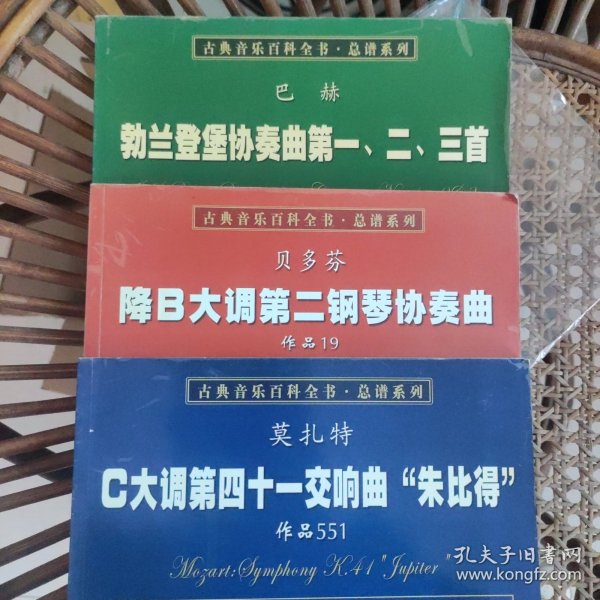 古典音乐百科全书·总谱系列
巴赫
勃兰登堡协奏曲第一、二、三首
古典音乐百科全书·总谱系列
贝多芬
降B大调第二钢琴协奏曲
作品19
古典音乐百科全书·总谱系列
莫扎特
C大调第四十一交响曲“朱比得”
作品551
Mozart: Symphony K.41 "Jupiter"
孔夫子旧书网
www.kongfz.com